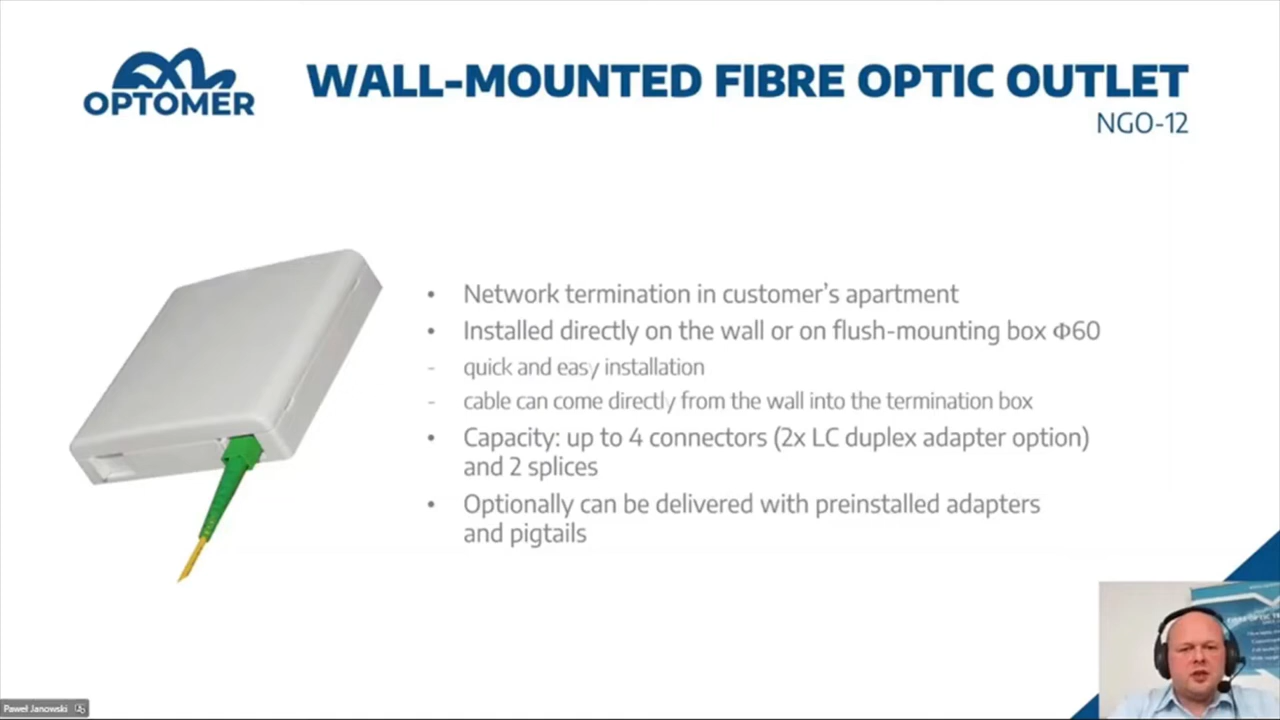 OPTOMER
WALL-MOUNTED FIBRE OPTIC OUTLET
NGO-12
• Network termination in customer's apartment
• Installed directly on the wall or on flush-mounting box Φ60
- quick and easy installation
- cable can come directly from the wall into the termination box
• Capacity: up to 4 connectors (2x LC duplex adapter option)
and 2 splices
• Optionally can be delivered with preinstalled adapters
and pigtails
FIBRE OPTIC
Paweł Janowski